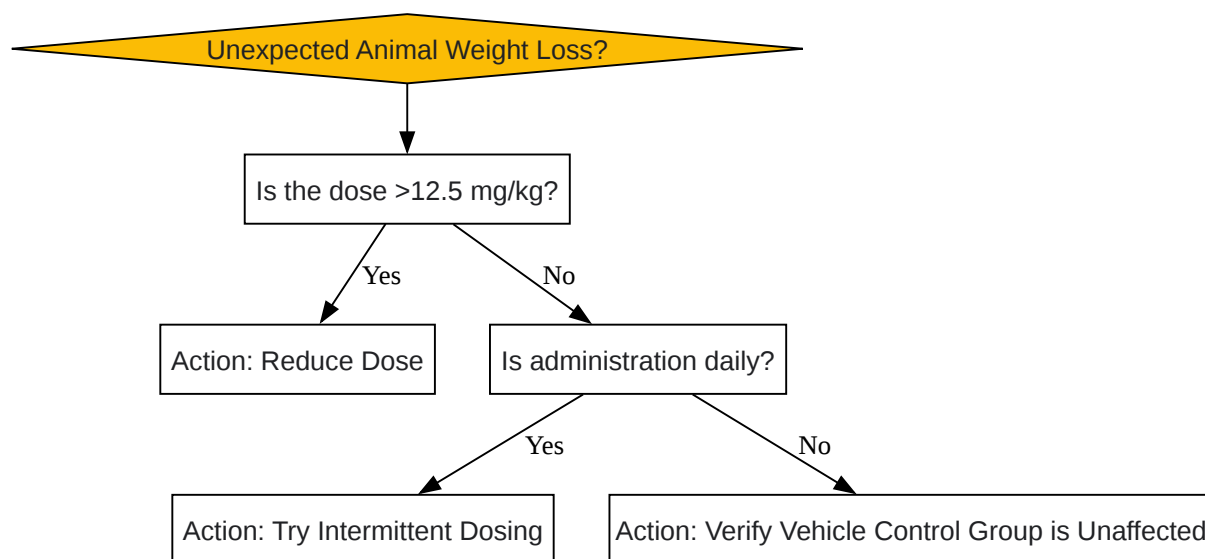 Unexpected Animal Weight Loss?
Is the dose >12.5 mg/kg?
Yes
No
Action: Reduce Dose
Is administration daily?
Yes
No
Action: Try Intermittent Dosing
Action: Verify Vehicle Control Group is Unaffected